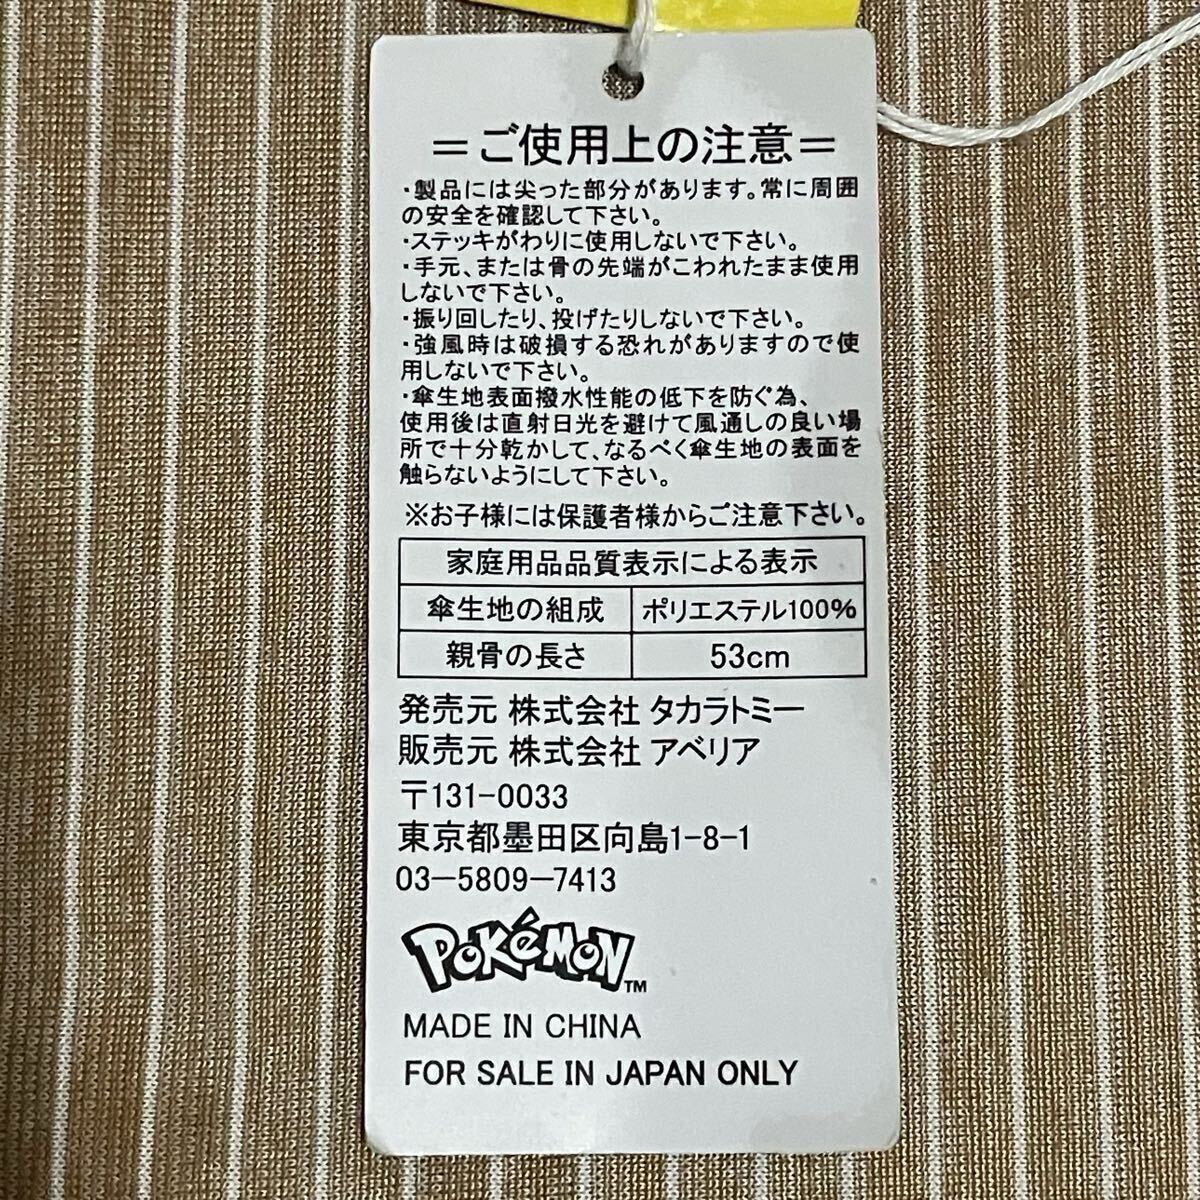 ＝ご使用上の注意＝
・製品には尖った部分があります。常に周囲
の安全を確認して下さい。
・ステッキがわりに使用しないで下さい。
・手元、または骨の先端がこわれたまま使用
しないで下さい。
・振り回したり、投げたりしないで下さい。
・強風時は破損する恐れがありますので使
用しないで下さい。
・傘生地表面撥水性能の低下を防ぐ為、
使用後は直射日光を避けて風通しの良い場
所で十分乾かして、なるべく傘生地の表面を
触らないようにして下さい。
※お子様には保護者様からご注意下さい。
家庭用品品質表示による表示
傘生地の組成 ポリエステル100%
親骨の長さ 53cm
発売元 株式会社 タカラトミー
販売元 株式会社 アベリア
〒131-0033
東京都墨田区向島1-8-1
03-5809-7413
POKéMON™
MADE IN CHINA
FOR SALE IN JAPAN ONLY